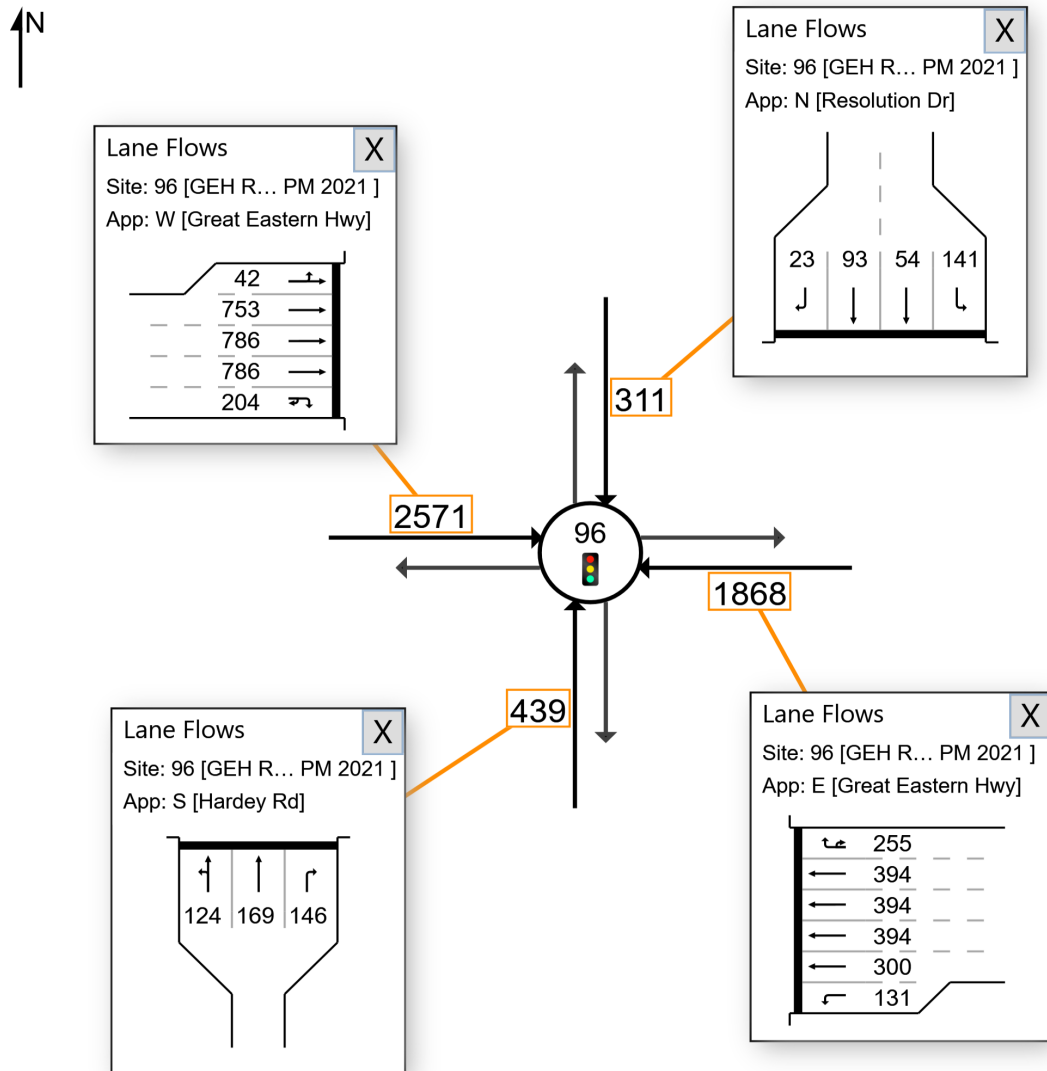 N
Lane Flows X
Site: 96 [GEH R... PM 2021 ]
App: N [Resolution Dr]
23 93 54 141
Lane Flows X
Site: 96 [GEH R... PM 2021 ]
App: W [Great Eastern Hwy]
42
753
786
786
204
311
2571
96
1868
439
Lane Flows X
Site: 96 [GEH R... PM 2021 ]
App: S [Hardey Rd]
124 169 146
Lane Flows X
Site: 96 [GEH R... PM 2021 ]
App: E [Great Eastern Hwy]
255
394
394
394
300
131